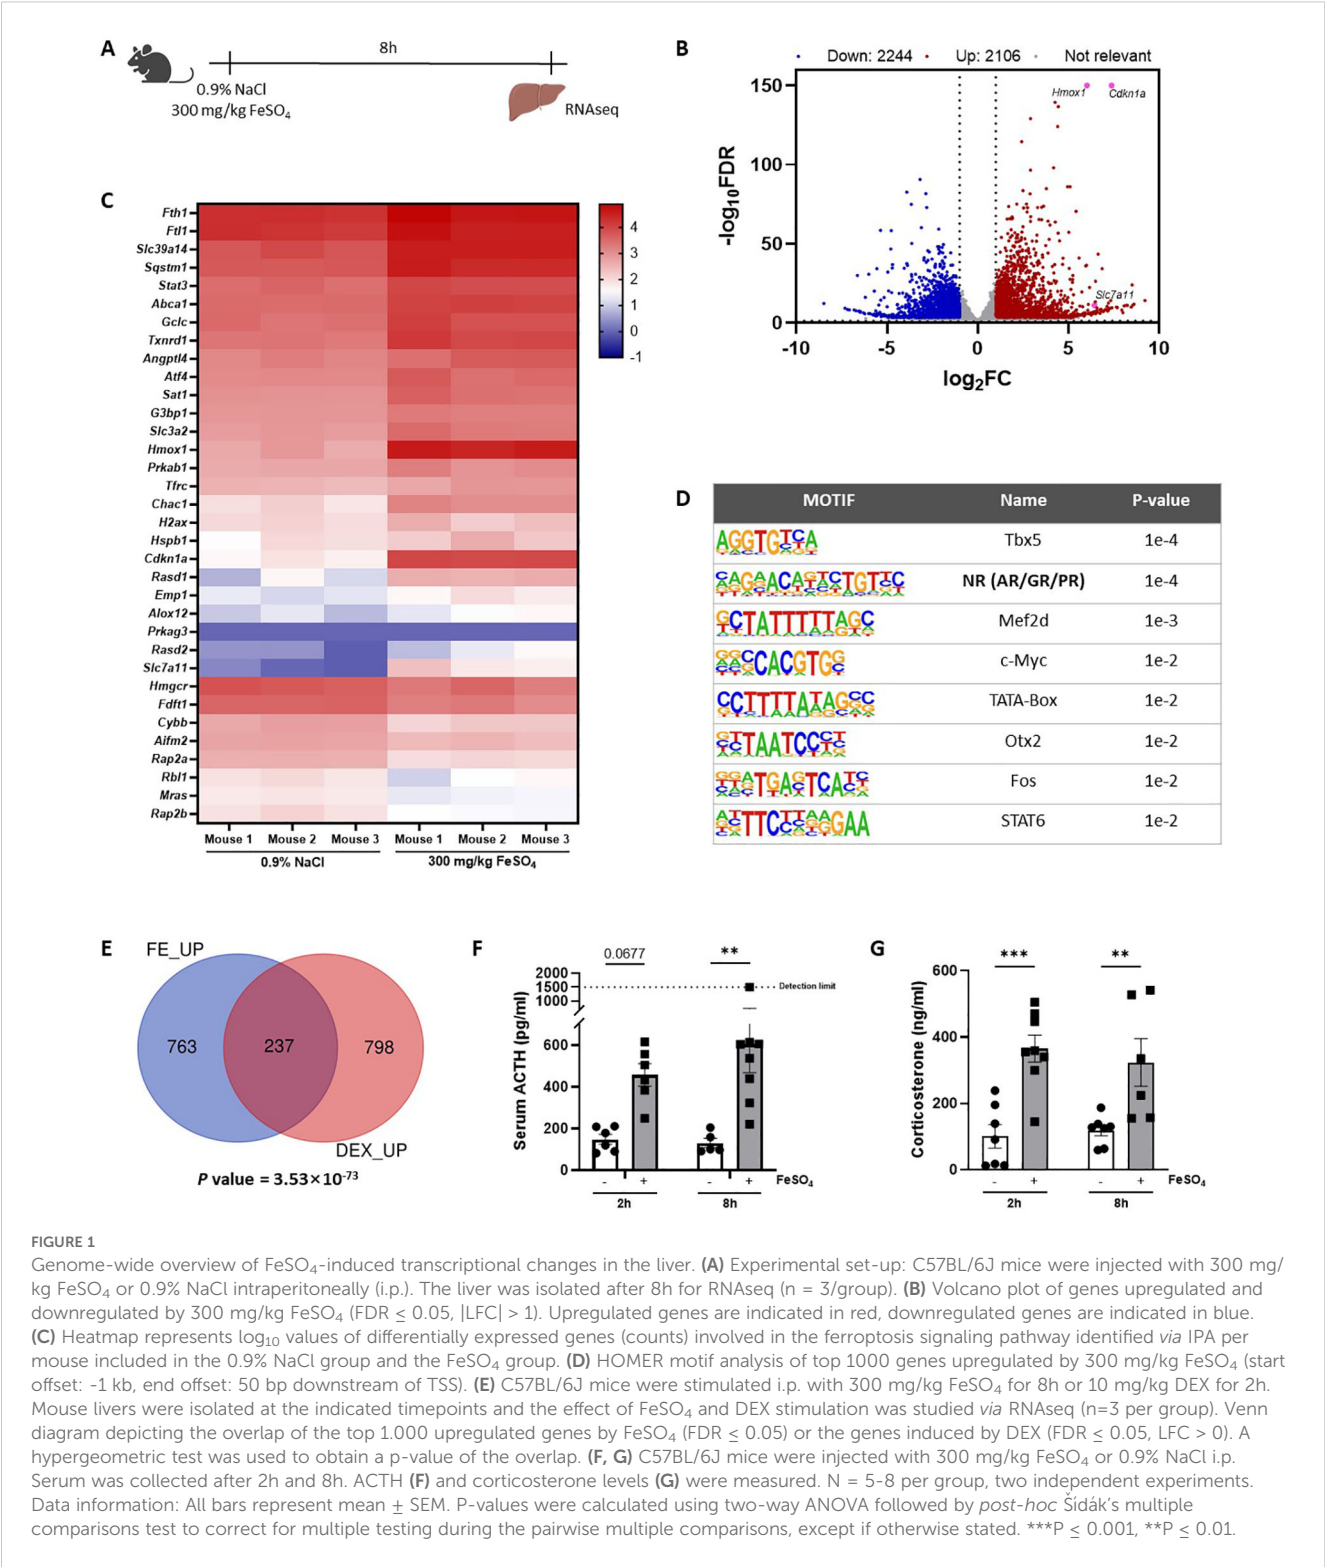 A
8h
0.9% NaCl
300 mg/kg FeSO4
RNAseq
B
Down: 2244
Up: 2106
Not relevant
-log10FDR
150
100
50
0
Hmox1
Cdkn1a
Slc7a11
-10
-5
0
5
10
log2FC
C
Fth1
Ftl1
Slc39a14
Sqstm1
Stat3
Abca1
Gclc
Txnrd1
Angptl4
Atf4
Sat1
G3bp1
Slc3a2
Hmox1
Prkab1
Tfrc
Chac1
H2ax
Hspb1
Cdkn1a
Rasd1
Emp1
Alox12
Prkag3
Rasd2
Slc7a11
Hmgcr
Fdft1
Cybb
Aifm2
Rap2a
Rbl1
Mras
Rap2b
4
3
2
1
0
-1
Mouse 1 Mouse 2 Mouse 3 Mouse 1 Mouse 2 Mouse 3
0.9% NaCl
300 mg/kg FeSO4
D
MOTIF Name P-value
Tbx5 1e-4
NR (AR/GR/PR) 1e-4
Mef2d 1e-3
c-Myc 1e-2
TATA-Box 1e-2
Otx2 1e-2
Fos 1e-2
STAT6 1e-2
E
FE_UP
763
237
798
DEX_UP
P value = 3.53×10-73
F
0.0677
**
Serum ACTH (pg/ml)
2000
1500
1000
600
400
200
0
Detection limit
- + - + FeSO4
2h 8h
G
*** **
Corticosterone (ng/ml)
600
400
200
0
- + - + FeSO4
2h 8h
FIGURE 1
Genome-wide overview of FeSO4-induced transcriptional changes in the liver. (A) Experimental set-up: C57BL/6J mice were injected with 300 mg/
kg FeSO4 or 0.9% NaCl intraperitoneally (i.p.). The liver was isolated after 8h for RNAseq (n = 3/group). (B) Volcano plot of genes upregulated and
downregulated by 300 mg/kg FeSO4 (FDR ≤ 0.05, |LFC| > 1). Upregulated genes are indicated in red, downregulated genes are indicated in blue.
(C) Heatmap represents log10 values of differentially expressed genes (counts) involved in the ferroptosis signaling pathway identified via IPA per
mouse included in the 0.9% NaCl group and the FeSO4 group. (D) HOMER motif analysis of top 1000 genes upregulated by 300 mg/kg FeSO4 (start
offset: -1 kb, end offset: 50 bp downstream of TSS). (E) C57BL/6J mice were stimulated i.p. with 300 mg/kg FeSO4 for 8h or 10 mg/kg DEX for 2h.
Mouse livers were isolated at the indicated timepoints and the effect of FeSO4 and DEX stimulation was studied via RNAseq (n=3 per group). Venn
diagram depicting the overlap of the top 1.000 upregulated genes by FeSO4 (FDR ≤ 0.05) or the genes induced by DEX (FDR ≤ 0.05, LFC > 0). A
hypergeometric test was used to obtain a p-value of the overlap. (F, G) C57BL/6J mice were injected with 300 mg/kg FeSO4 or 0.9% NaCl i.p.
Serum was collected after 2h and 8h. ACTH (F) and corticosterone levels (G) were measured. N = 5-8 per group, two independent experiments.
Data information: All bars represent mean ± SEM. P-values were calculated using two-way ANOVA followed by post-hoc Šídák's multiple
comparisons test to correct for multiple testing during the pairwise multiple comparisons, except if otherwise stated. ***P ≤ 0.001, **P ≤ 0.01.